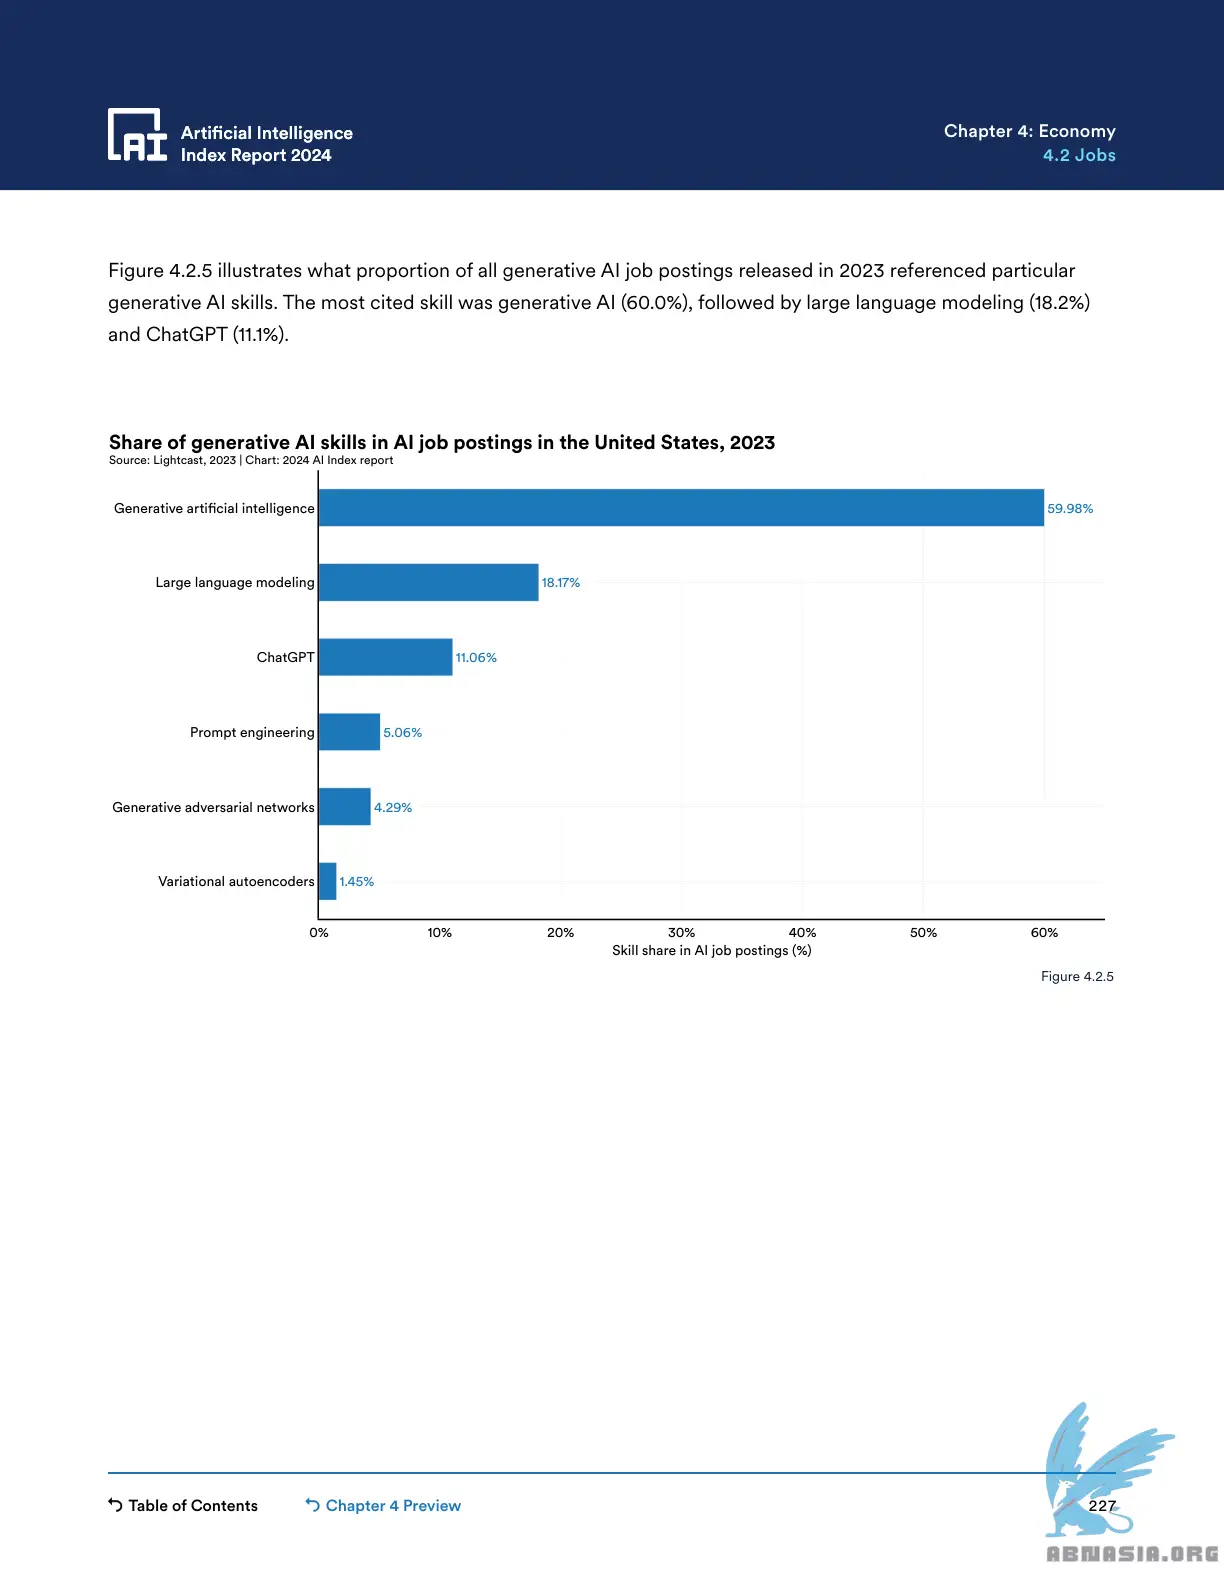 AI
Artificial Intelligence
Index Report 2024
Chapter 4: Economy
4.2 Jobs
Figure 4.2.5 illustrates what proportion of all generative AI job postings released in 2023 referenced particular
generative AI skills. The most cited skill was generative AI (60.0%), followed by large language modeling (18.2%)
and ChatGPT (11.1%).
Share of generative AI skills in AI job postings in the United States, 2023
Source: Lightcast, 2023 | Chart: 2024 AI Index report
Generative artificial intelligence 59.98%
Large language modeling 18.17%
ChatGPT 11.06%
Prompt engineering 5.06%
Generative adversarial networks 4.29%
Variational autoencoders 1.45%
0% 10% 20% 30% 40% 50% 60%
Skill share in AI job postings (%)
Figure 4.2.5
Table of Contents Chapter 4 Preview 227
ABNASIA.ORG